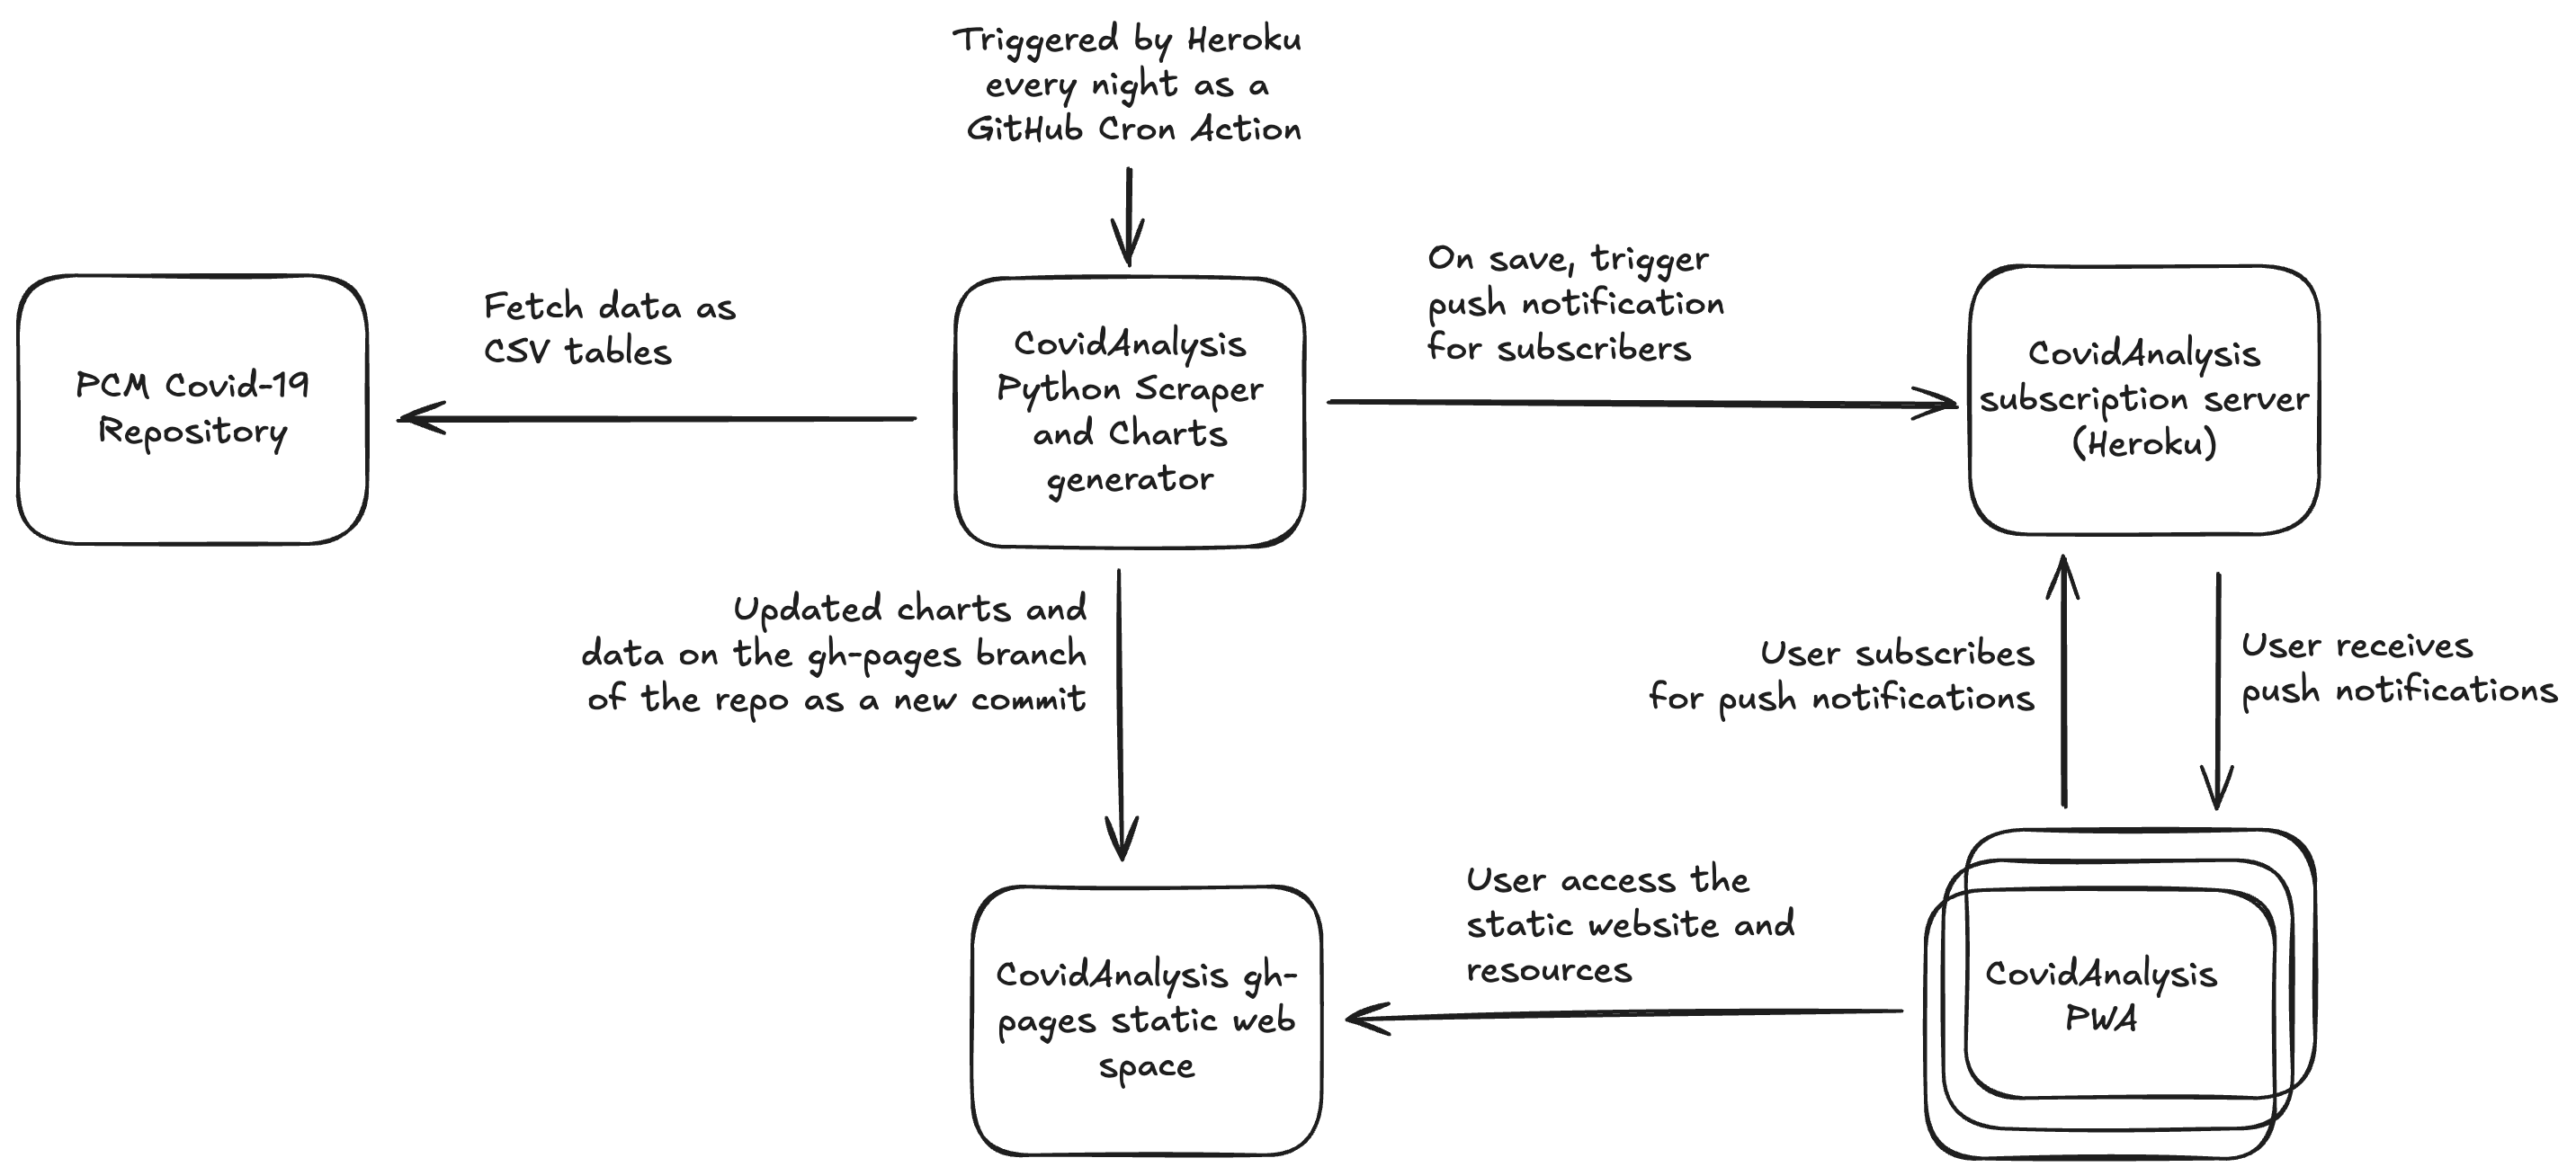 Triggered by Heroku
every night as a
GitHub Cron Action
PCM Covid-19
Repository
Fetch data as
CSV tables
CovidAnalysis
Python Scraper
and Charts
generator
On save, trigger
push notification
for subscribers
CovidAnalysis
subscription server
(Heroku)
Updated charts and
data on the gh-pages branch
of the repo as a new commit
User subscribes
for push notifications
User receives
push notifications
CovidAnalysis gh-
pages static web
space
User access the
static website and
resources
CovidAnalysis
PWA